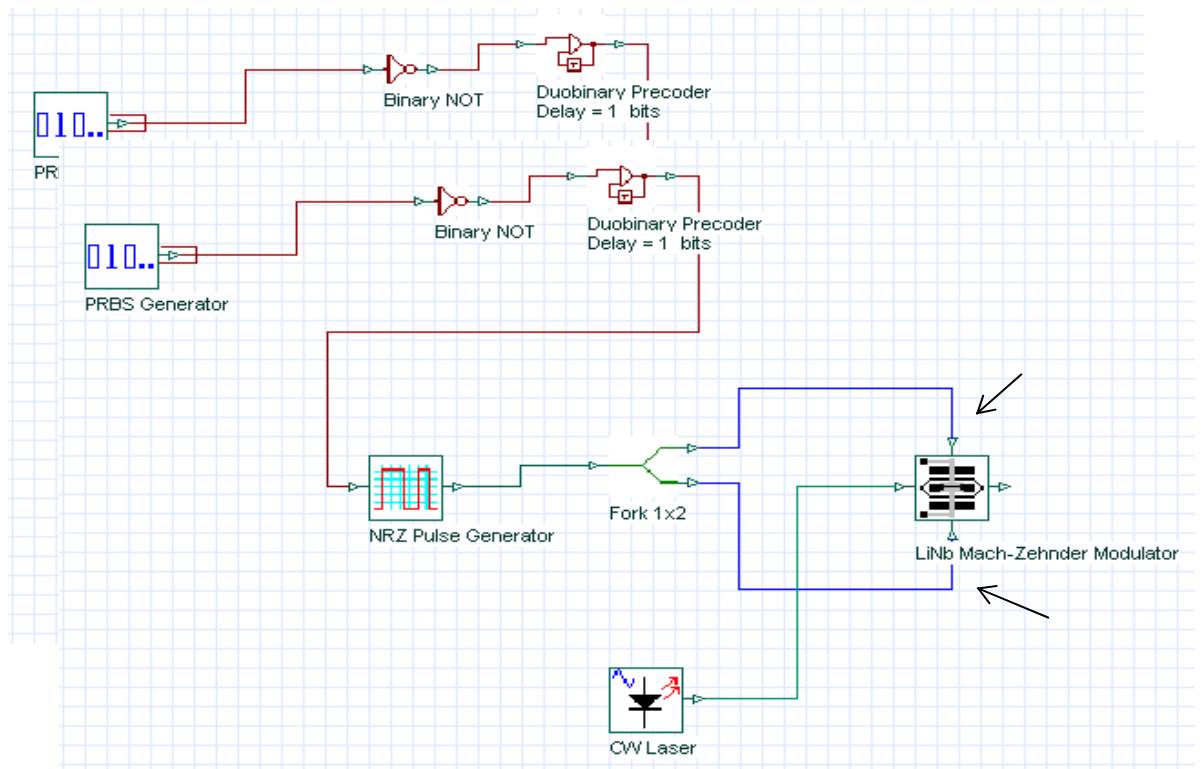 Binary NOT
Duobinary Precoder
Delay = 1 bits
PR
Duobinary Precoder
Delay = 1 bits
Binary NOT
PRBS Generator
Fork 1x2
NRZ Pulse Generator
LiNb Mach-Zehnder Modulator
CW Laser